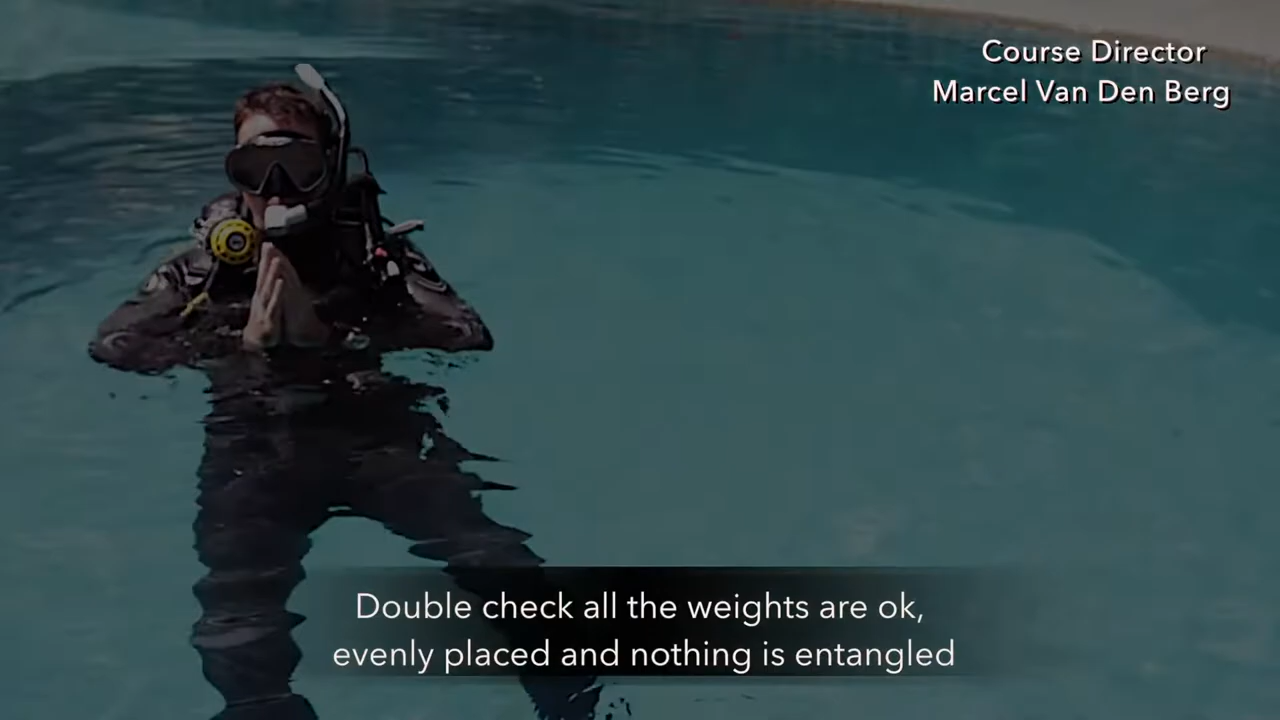 Course Director
Marcel Van Den Berg
Double check all the weights are ok,
evenly placed and nothing is entangled